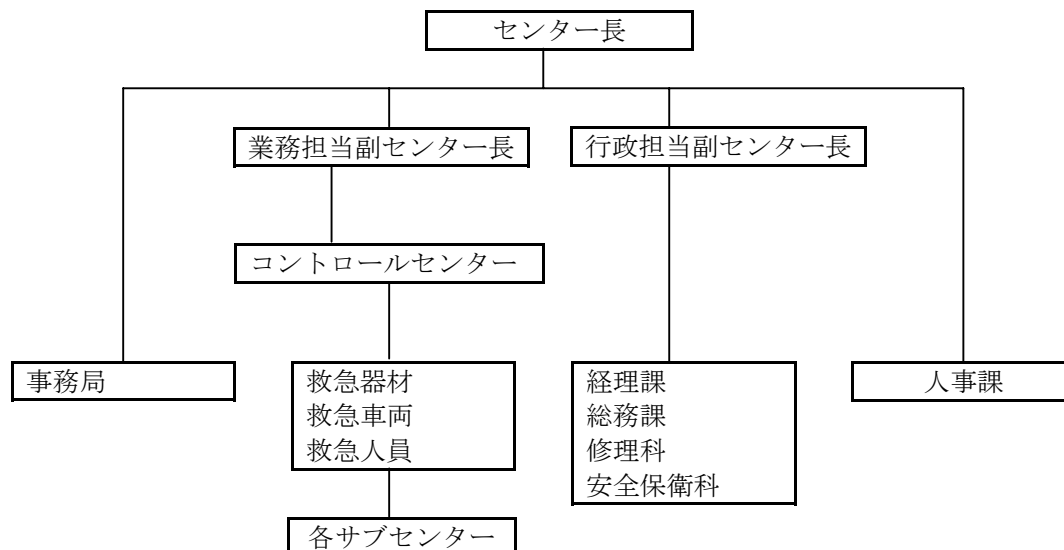 センター長
業務担当副センター長
行政担当副センター長
コントロールセンター
事務局
救急器材
救急車両
救急人員
経理課
総務課
修理科
安全保衛科
人事課
各サブセンター